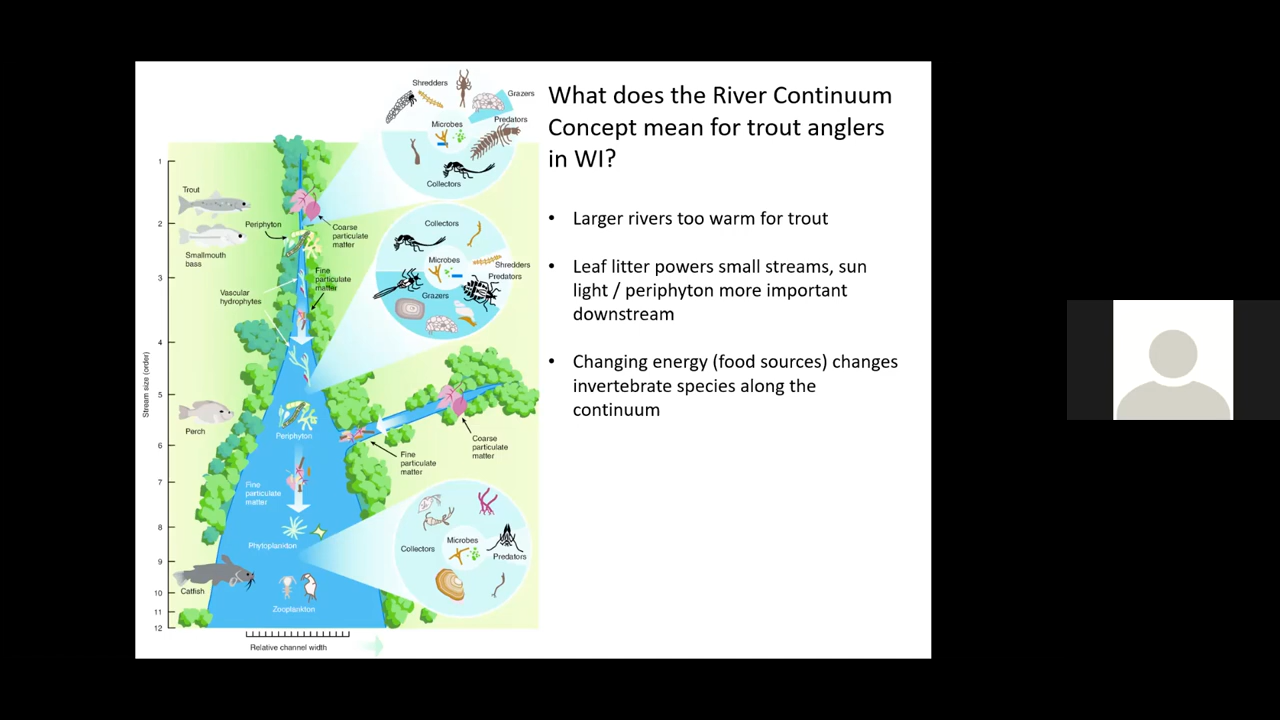 What does the River Continuum
Concept mean for trout anglers
in WI?
• Larger rivers too warm for trout
• Leaf litter powers small streams, sun
light / periphyton more important
downstream
• Changing energy (food sources) changes
invertebrate species along the
continuum
Shredders
Grazers
Microbes
Predators
Collectors
1
Trout
2
Periphyton
Coarse
particulate
matter
Smallmouth
bass
3
Fine
particulate
matter
Vascular
hydrophytes
Collectors
Microbes
Shredders
Predators
Grazers
4
Stream size (order)
5
Perch
Periphyton
6
Coarse
particulate
matter
Fine
particulate
matter
7
Fine
particulate
matter
8
Phytoplankton
Collectors
Microbes
Predators
9
Catfish
10
Zooplankton
11
12
Relative channel width